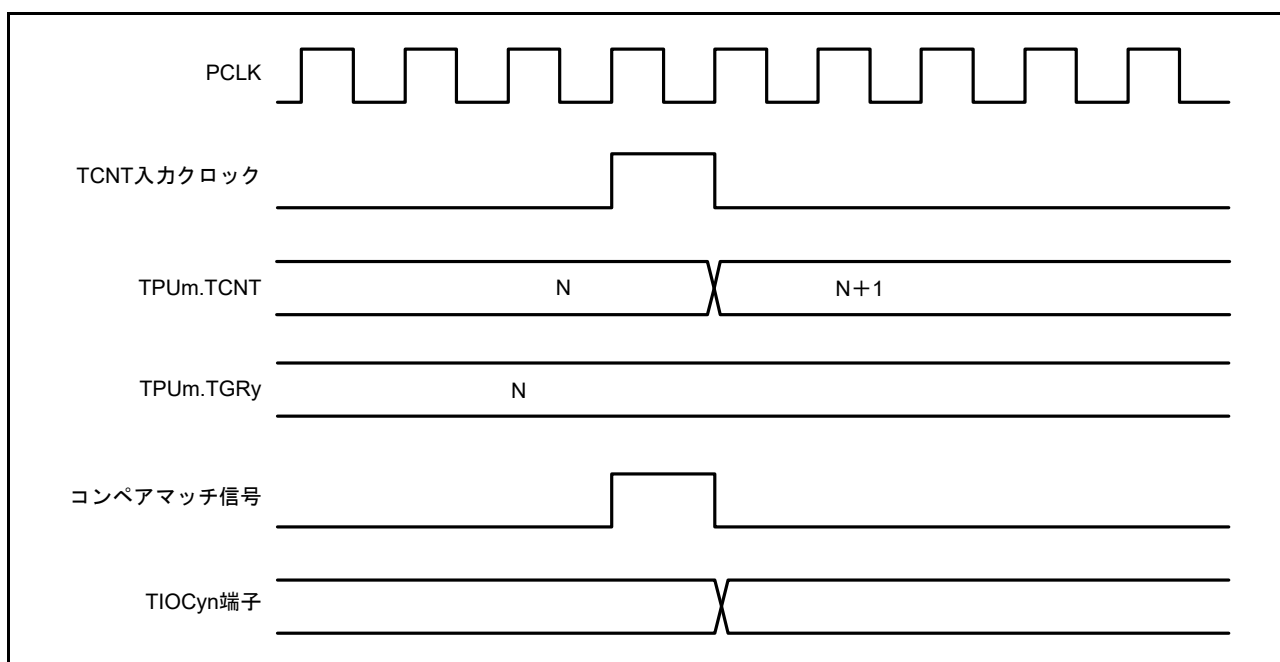 PCLK
TCNT入力クロック
TPUm.TCNT
N
N＋1
TPUm.TGRy
N
コンペアマッチ信号
TIOCyn端子